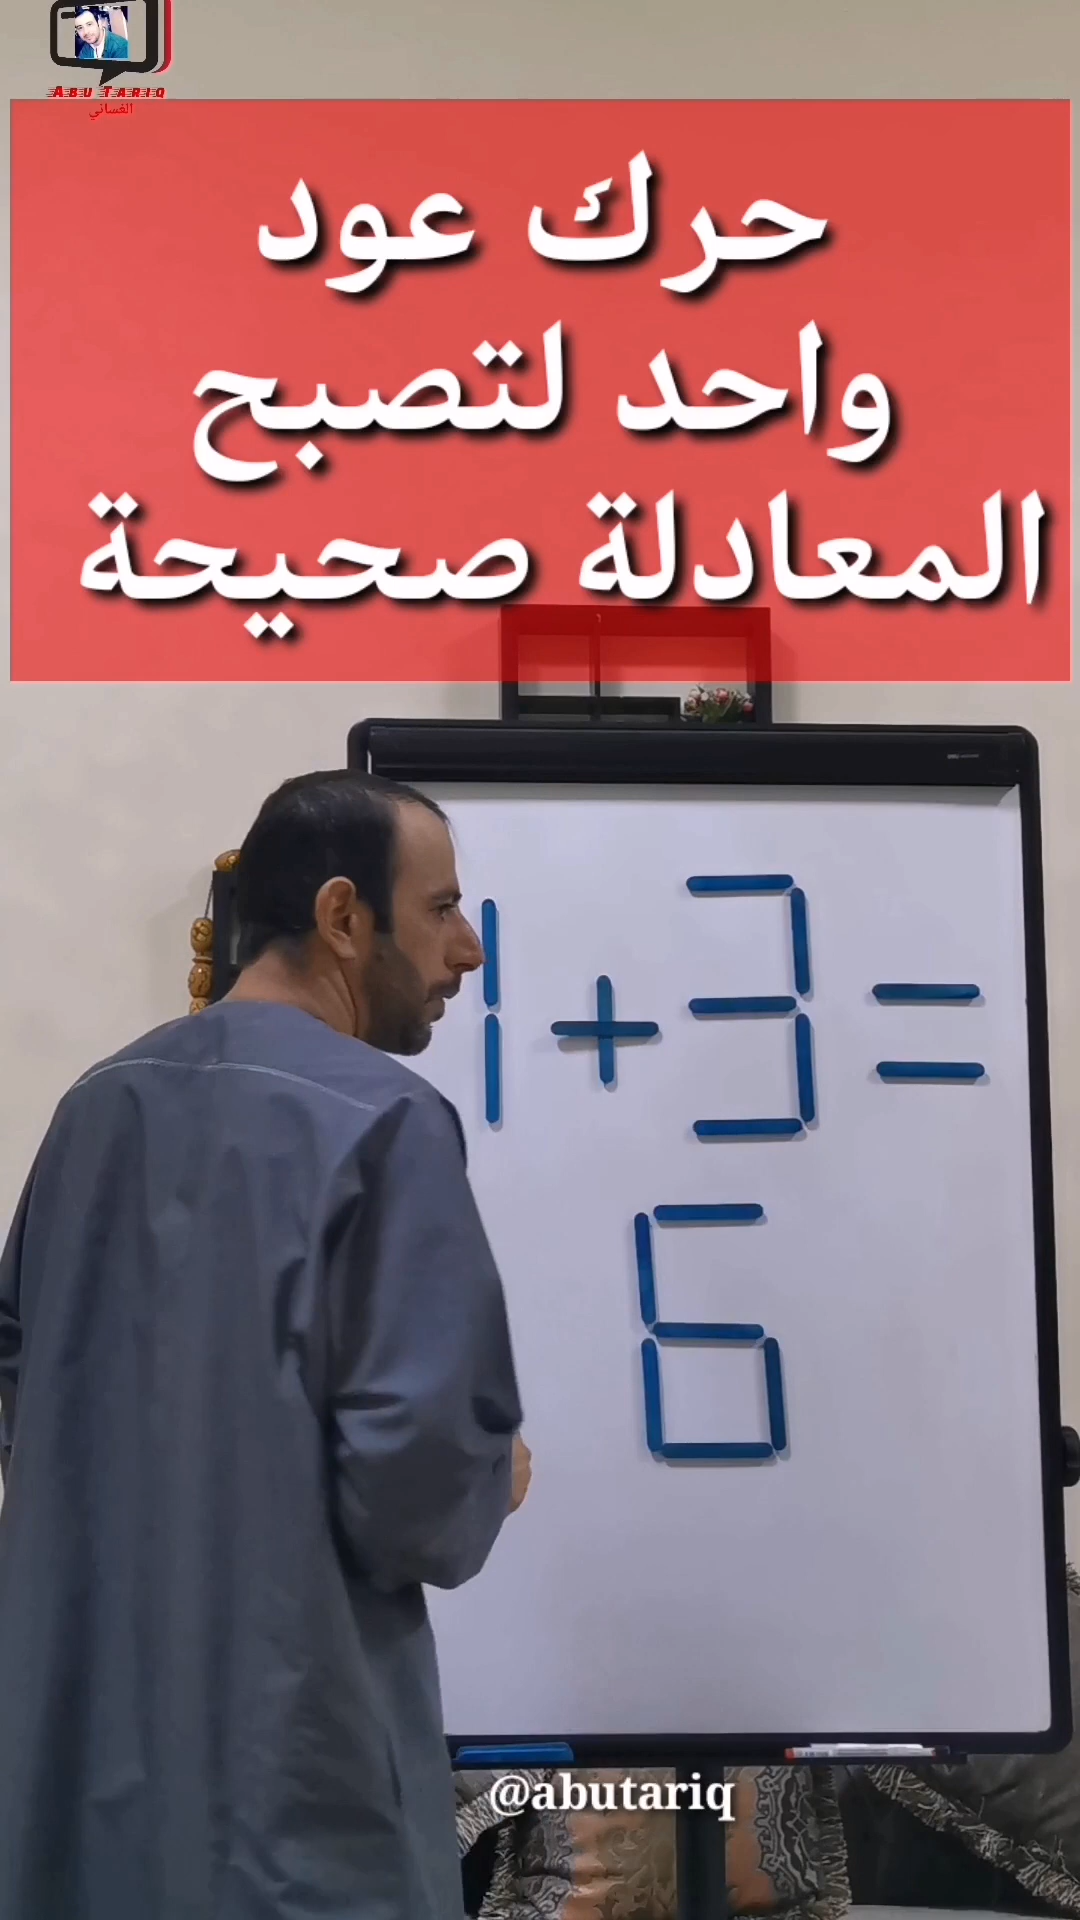 ABU TARIQ
الغساني
حرك عود
واحد لتصبح
المعادلة صحيحة
1 + 3 =
6
@abutariq